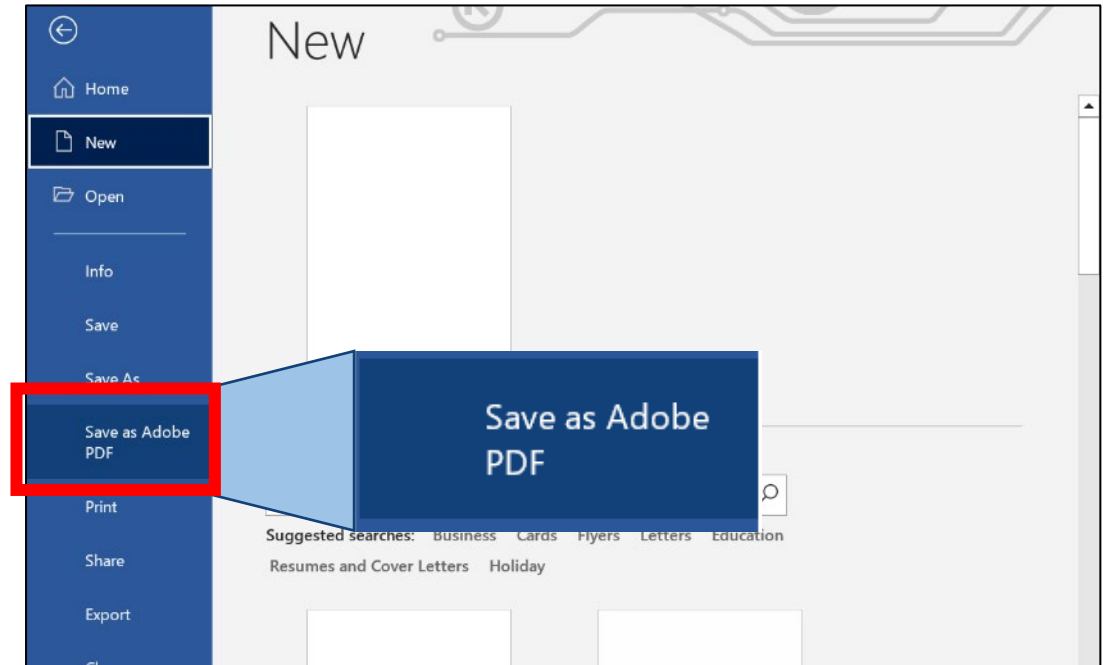 New
Home
New
Open
Info
Save
Save As
Save as Adobe
PDF
Save as Adobe
PDF
Print
Suggested searches: Business Cards Flyers Letters Education
Share
Resumes and Cover Letters Holiday
Export